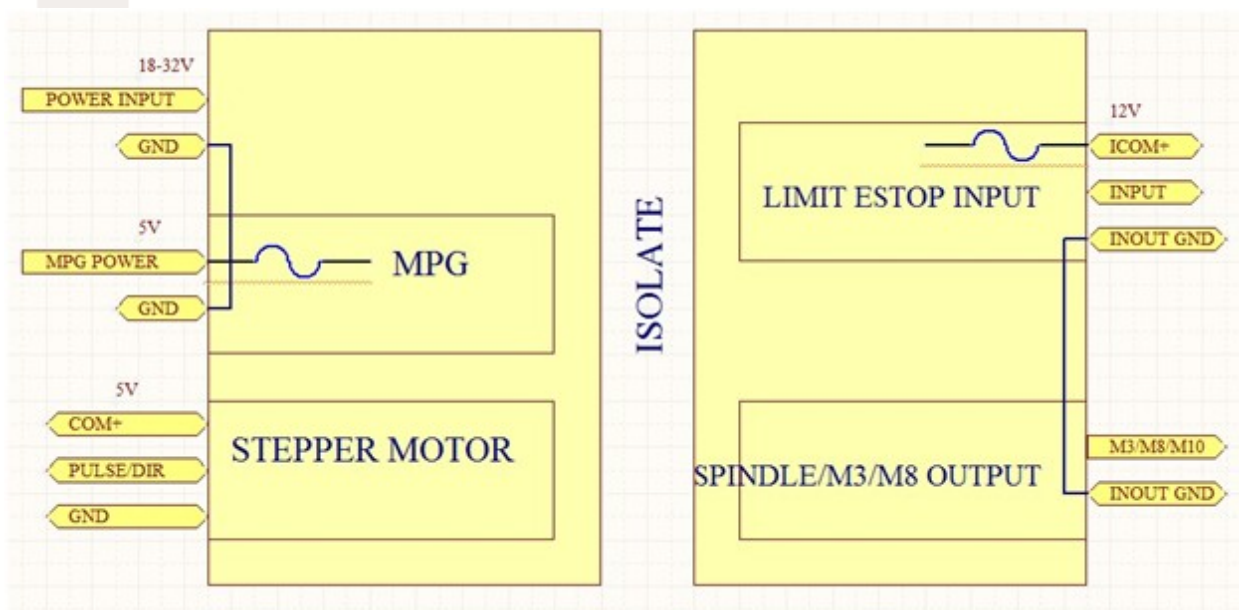 18-32V
POWER INPUT
GND
5V
MPG POWER
GND
MPG
5V
COM+
PULSE/DIR
GND
STEPPER MOTOR
ISOLATE
12V
ICOM+
INPUT
INOUT GND
LIMIT ESTOP INPUT
M3/M8/M10
INOUT GND
SPINDLE/M3/M8 OUTPUT